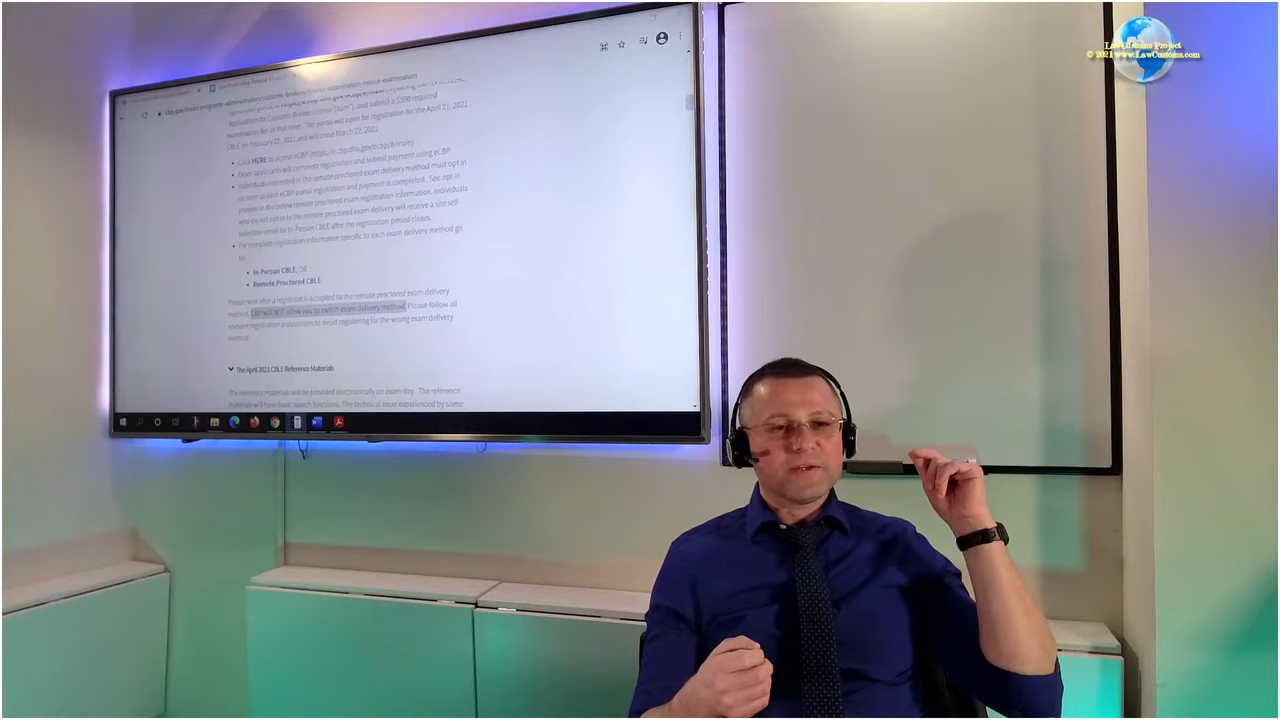 LawCustoms Project
© 2021 www.LawCustoms.com
"Application for Customs Broker License Exam"), and submit a $390 required
examination fee at that time. The portal will open for registration for the April 21, 2021
CBLE on February 22, 2021 and will close March 22, 2021.
• Click HERE to access eCBP (https://e.cbp.dhs.gov/ecbp/#/main)
• Exam applicants will complete registration and submit payment using eCBP
• Individuals interested in the remote proctored exam delivery method must opt in
as soon as your eCBP portal registration and payment is completed. See opt in
process in the below remote proctored exam registration information. Individuals
who do not opt in to the remote proctored exam delivery will receive a site self-
selection email for In-Person CBLE after the registration period closes.
• For complete registration information specific to each exam delivery method go
to:
• In-Person CBLE, OR
• Remote Proctored CBLE
Please note after a registrant is accepted to the remote proctored exam delivery
method, CBP will NOT allow you to switch exam delivery method. Please follow all
relevant registration instructions to avoid registering for the wrong exam delivery
method.
The April 2021 CBLE Reference Materials
The reference materials will be provided electronically on exam day. The reference
materials will have basic search functions. The technical issue experienced by some